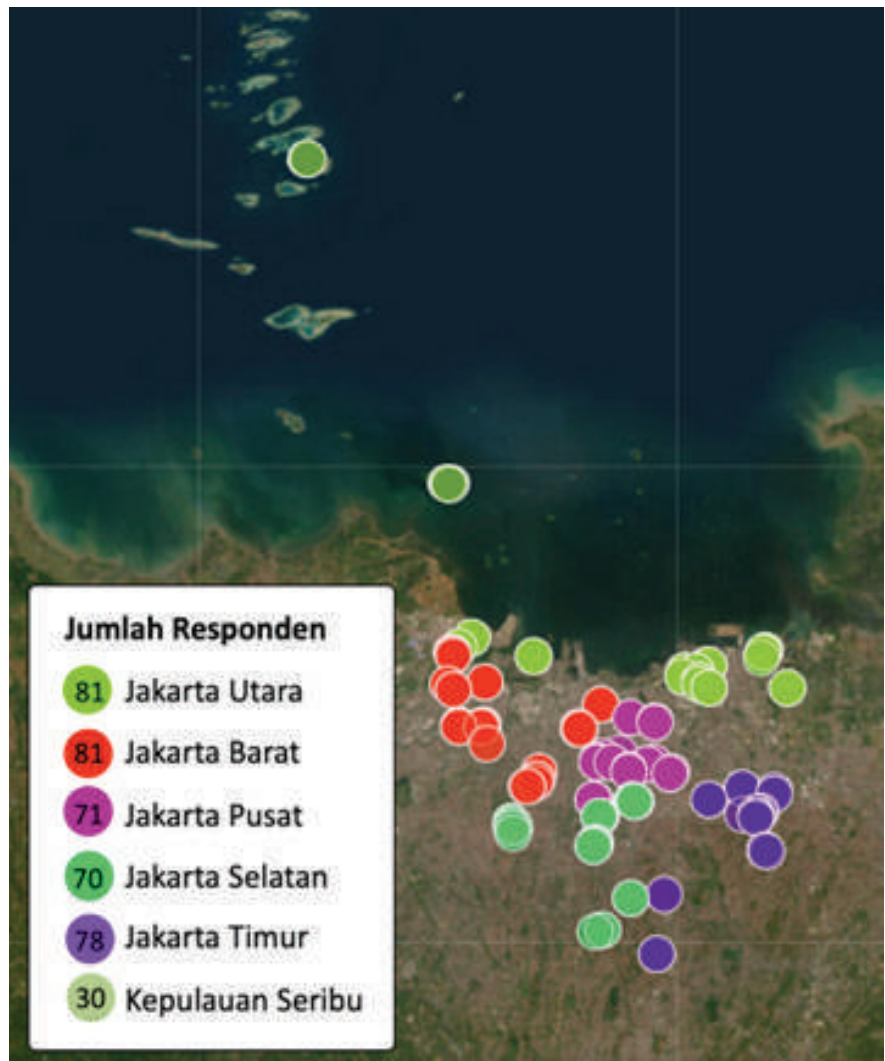 Jumlah Responden
81 Jakarta Utara
81 Jakarta Barat
71 Jakarta Pusat
70 Jakarta Selatan
78 Jakarta Timur
30 Kepulauan Seribu